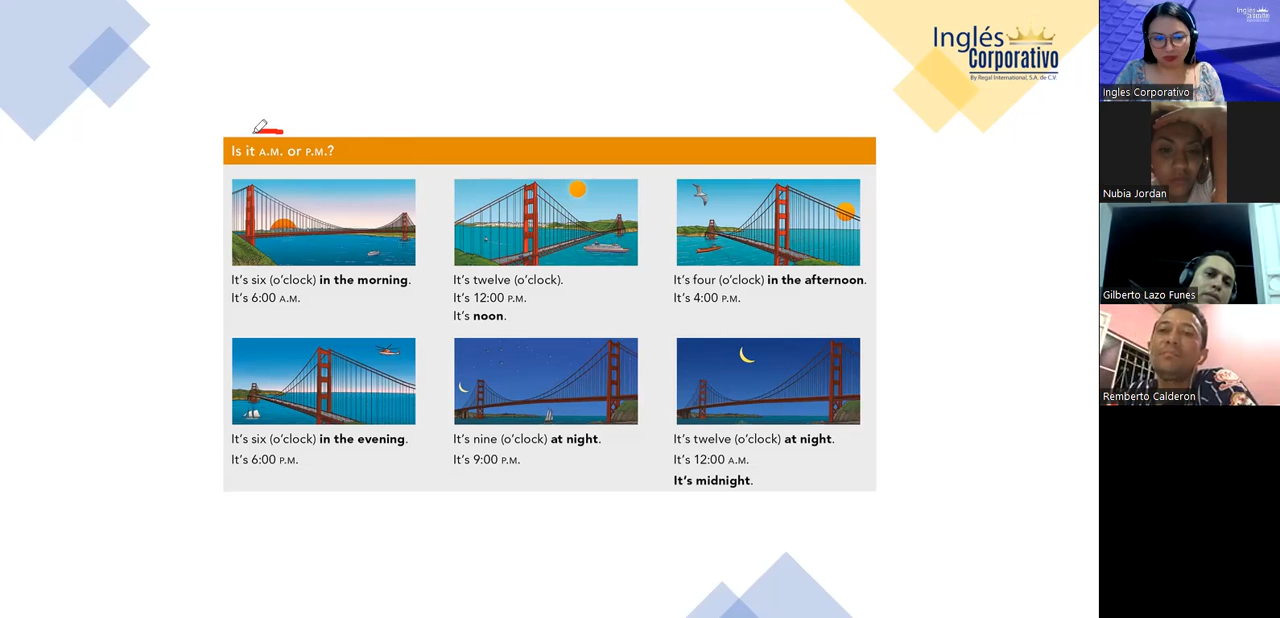 Inglés
Corporativo
By Regal International, S.A. de C.V.
Is it A.M. or P.M.?
It's six (o'clock) in the morning.
It's 6:00 A.M.
It's twelve (o'clock).
It's 12:00 P.M.
It's noon.
It's four (o'clock) in the afternoon.
It's 4:00 P.M.
It's six (o'clock) in the evening.
It's 6:00 P.M.
It's nine (o'clock) at night.
It's 9:00 P.M.
It's twelve (o'clock) at night.
It's 12:00 A.M.
It's midnight.
Inglés
Ingles Corporativo
Nubia Jordan
Gilberto Lazo Funes
Remberto Calderon